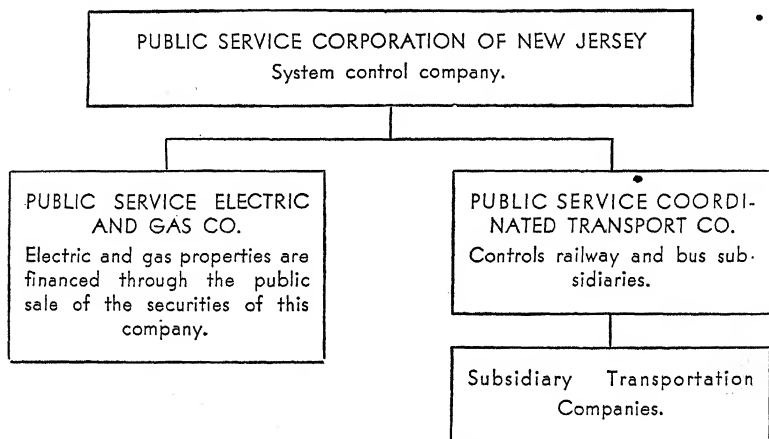 PUBLIC SERVICE CORPORATION OF NEW JERSEY
System control company.
PUBLIC SERVICE ELECTRIC
AND GAS CO.
Electric and gas properties are
financed through the public
sale of the securities of this
company.
PUBLIC SERVICE COORDI-
NATED TRANSPORT CO.
Controls railway and bus sub-
sidiaries.
Subsidiary Transportation
Companies.